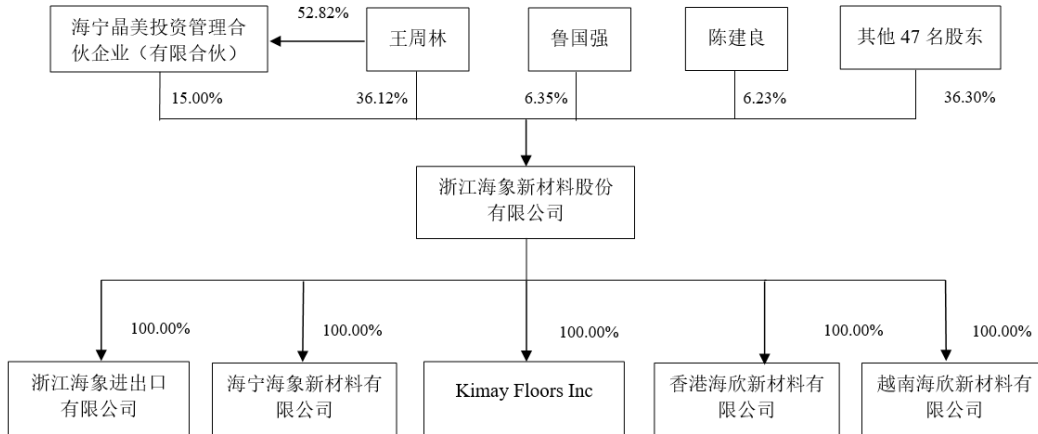 52.82%
海宁晶美投资管理合
伙企业（有限合伙）
王周林
鲁国强
陈建良
其他 47 名股东
15.00%
36.12%
6.35%
6.23%
36.30%
浙江海象新材料股份
有限公司
100.00%
100.00%
100.00%
100.00%
100.00%
浙江海象进出口
有限公司
海宁海象新材料有
限公司
Kimay Floors Inc
香港海欣新材料有
限公司
越南海欣新材料有
限公司